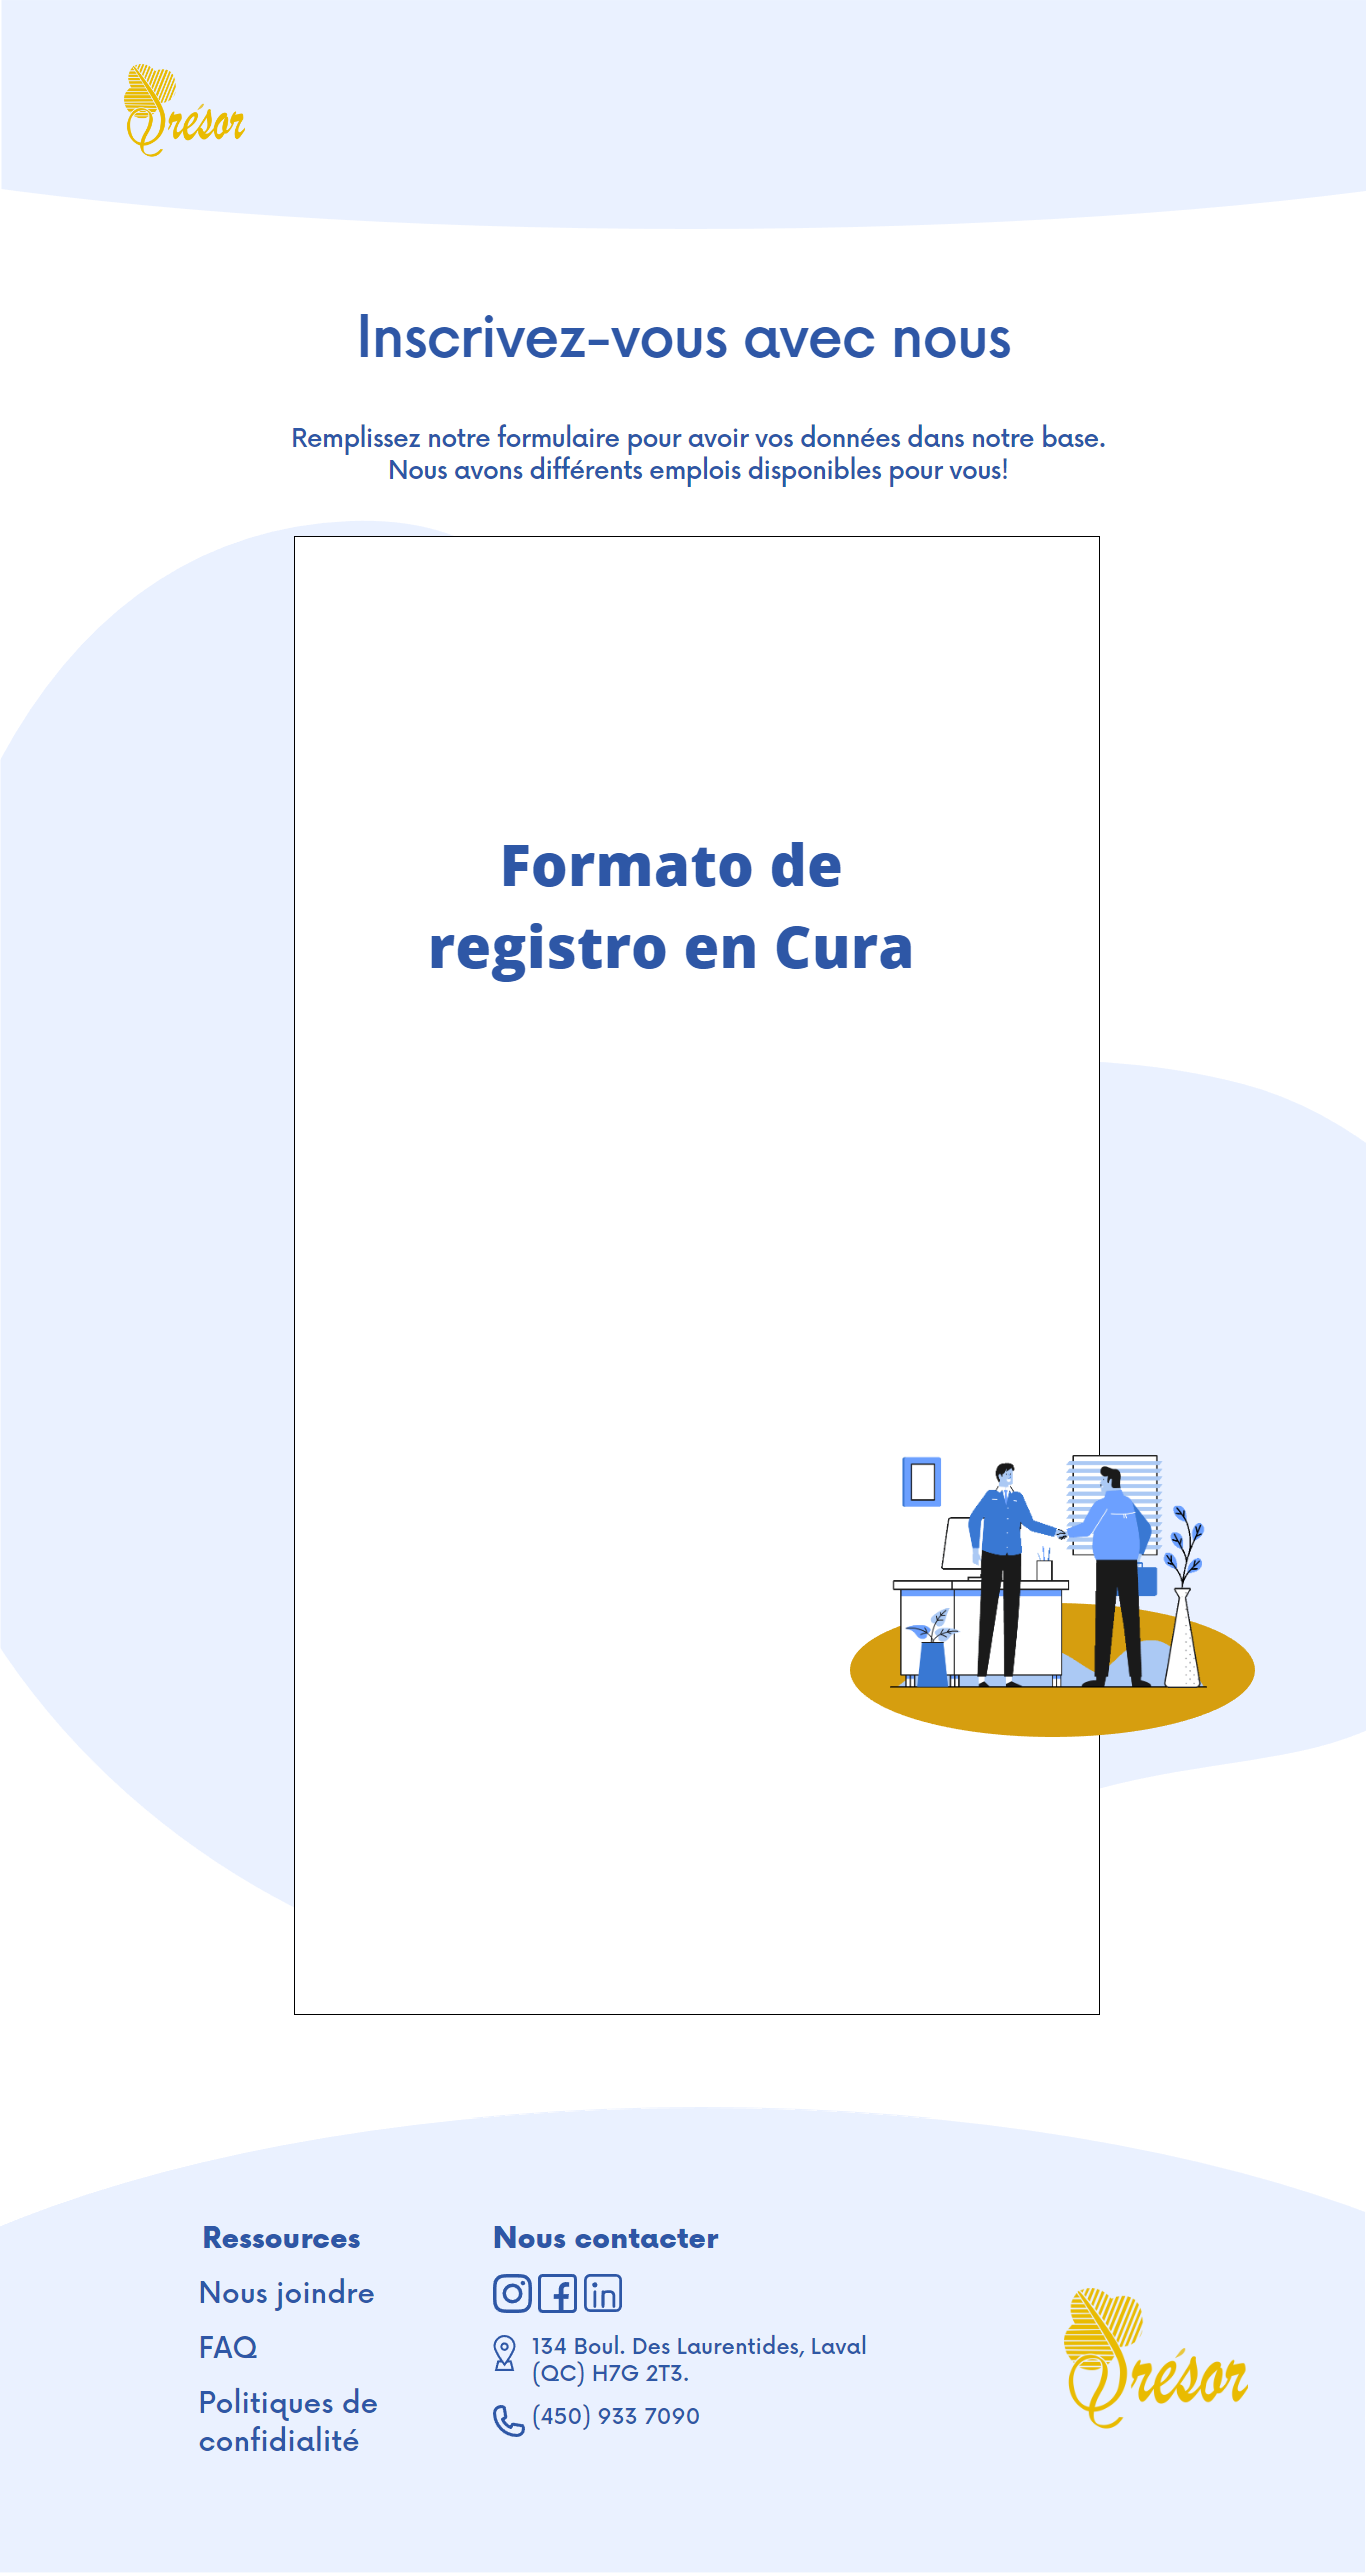 Trésor
Inscrivez-vous avec nous
Remplissez notre formulaire pour avoir vos données dans notre base.
Nous avons différents emplois disponibles pour vous!
Formato de
registro en Cura
Ressources
Nous joindre
FAQ
Politiques de
confidialité
Nous contacter
134 Boul. Des Laurentides, Laval
(QC) H7G 2T3.
(450) 933 7090
Trésor